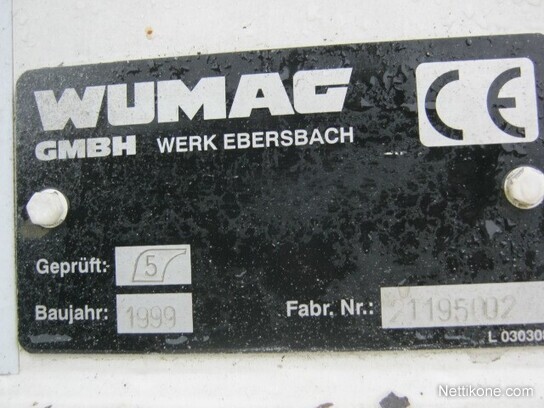 WUMAG
GMBH WERK EBERSBACH
CE
Geprüft: 5
Baujahr: 1999 Fabr. Nr.: 21195002
L 030300
Nettikone.com